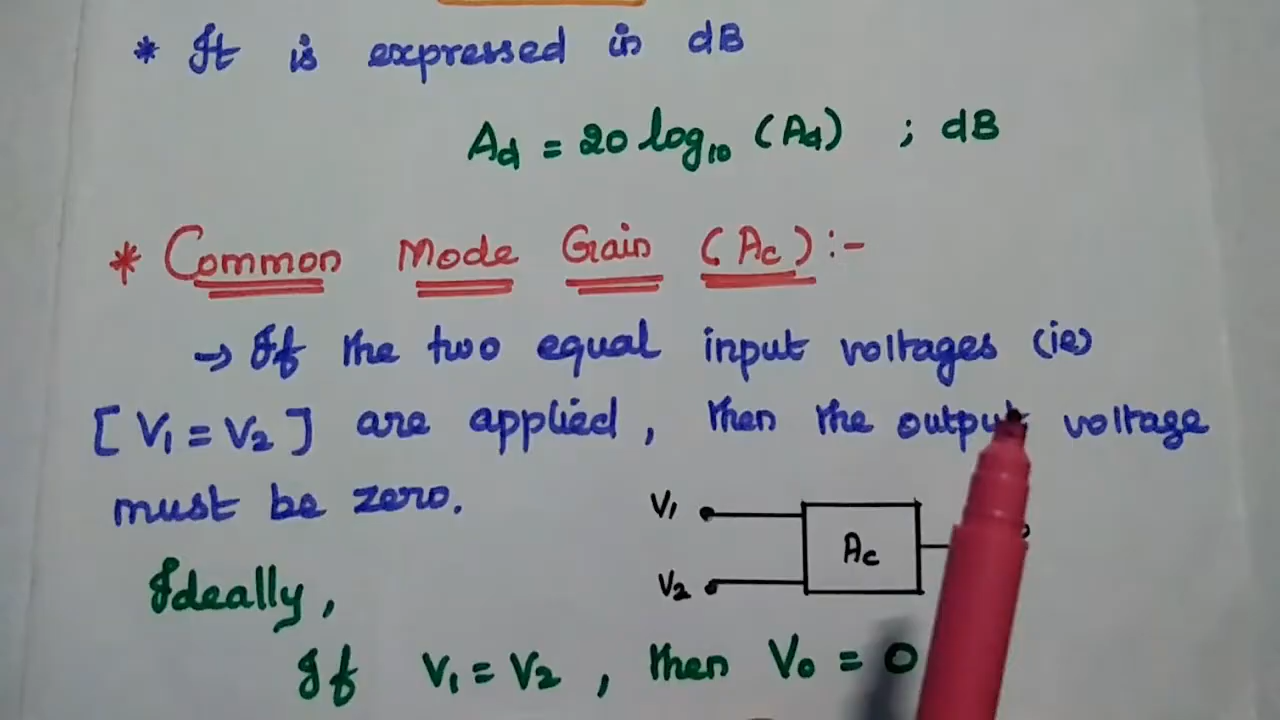 * It is expressed in dB
Ad = 20 log10 (Ad) ; dB
* Common Mode Gain (Ac) :-
→ If the two equal input voltages (ie)
[V1 = V2] are applied, then the output voltage
must be zero.
V1
Ac
V2
Ideally,
If V1 = V2, then Vo = 0